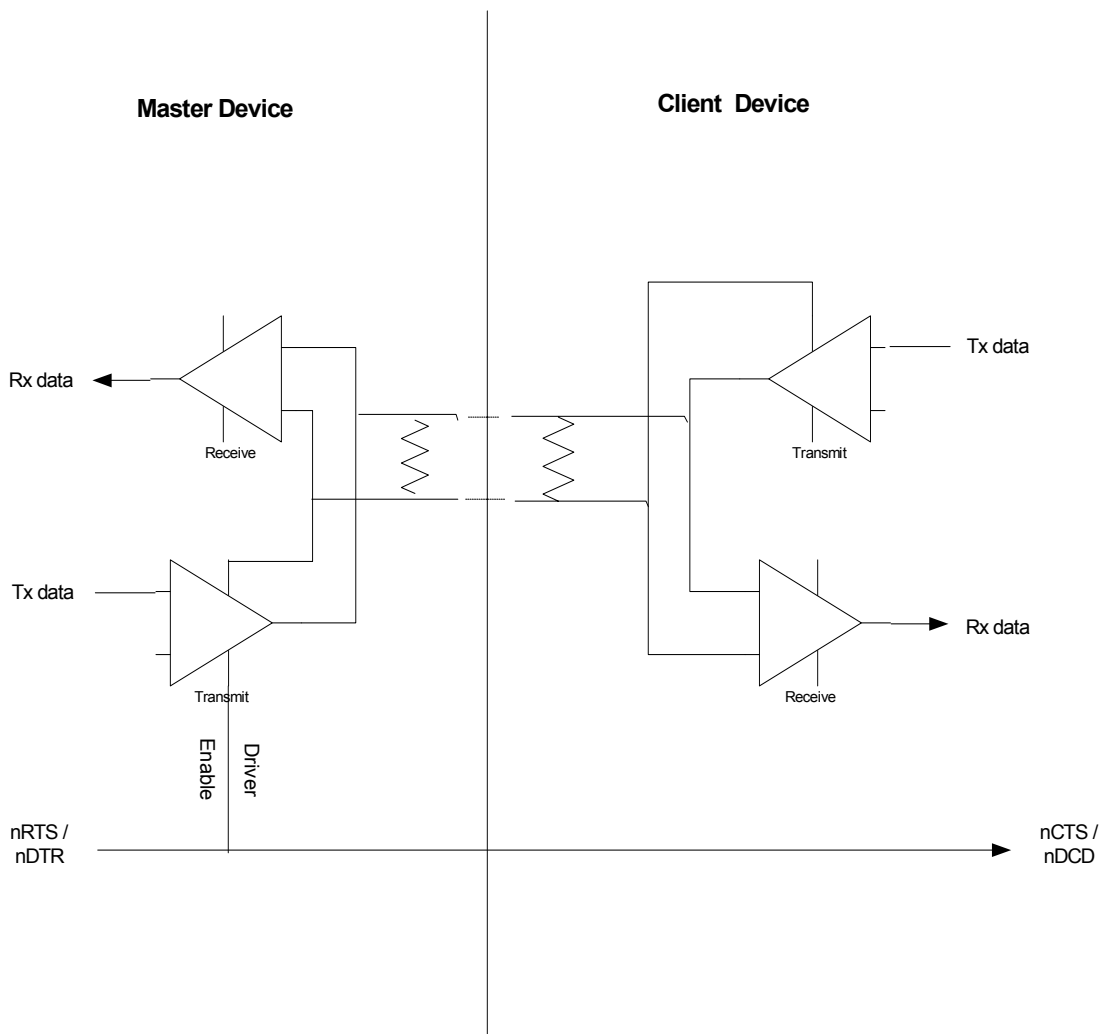 Master Device
Client Device
Rx data
Receive
Tx data
Transmit
Tx data
Transmit
Rx data
Receive
Enable
Driver
nRTS /
nDTR
nCTS /
nDCD